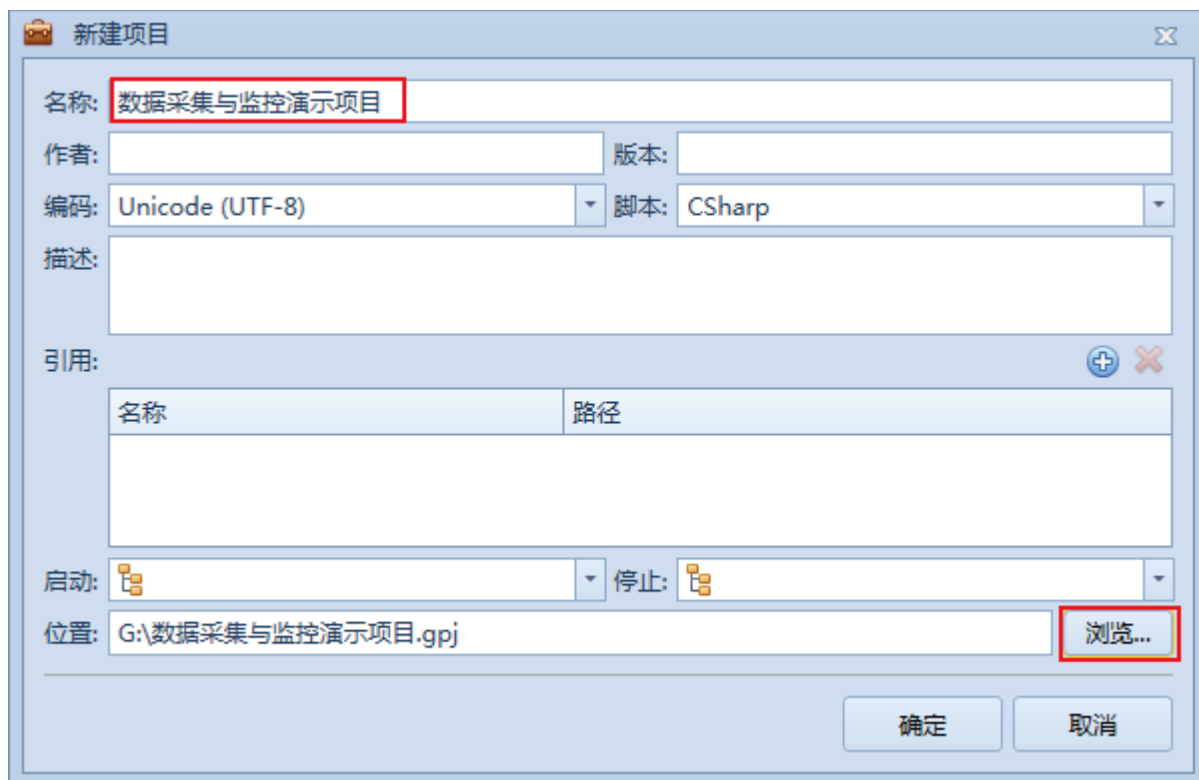 新建项目
名称: 数据采集与监控演示项目
作者: 版本:
编码: Unicode (UTF-8) 脚本: CSharp
描述:
引用:
名称 路径
启动: 停止:
位置: G:\数据采集与监控演示项目.gpj 浏览...
确定 取消